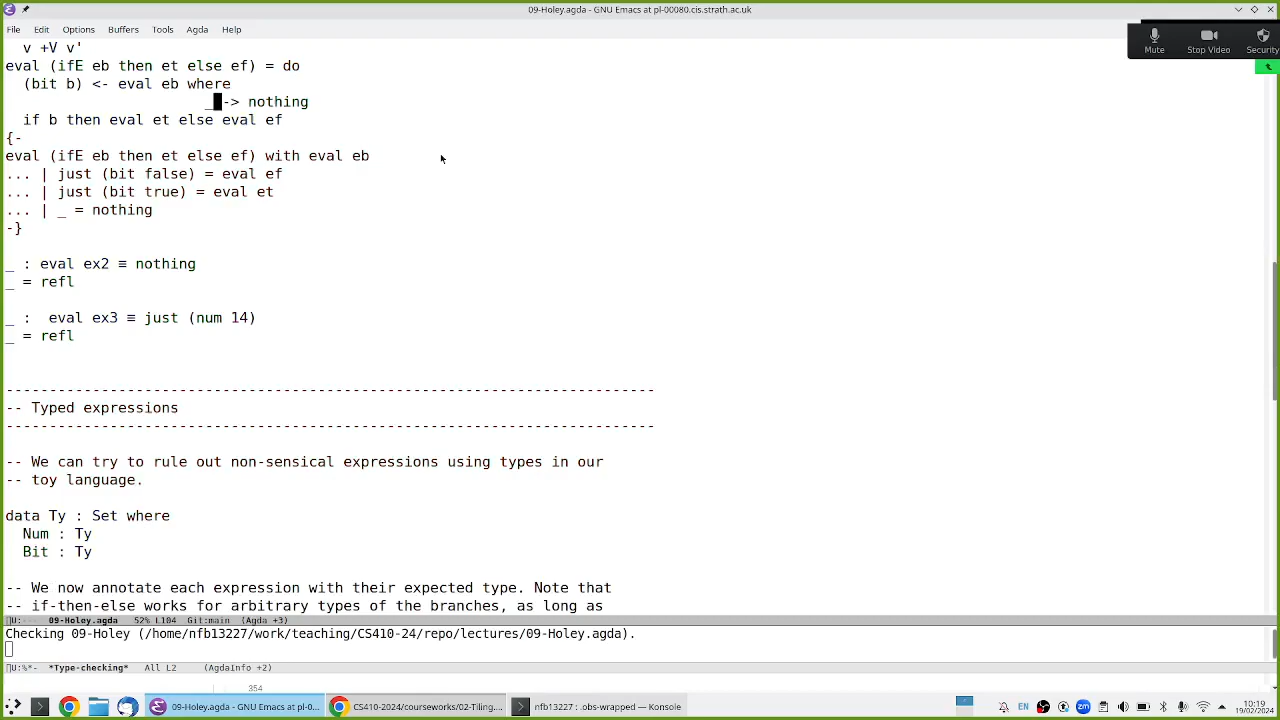 09-Holey.agda - GNU Emacs at pl-00080.cis.strath.ac.uk
File Edit Options Buffers Tools Agda Help
Mute Stop Video Security
v +V v'
eval (ifE eb then et else ef) = do
(bit b) <- eval eb where
_ -> nothing
if b then eval et else eval ef
{-
eval (ifE eb then et else ef) with eval eb
... | just (bit false) = eval ef
... | just (bit true) = eval et
... | _ = nothing
-}
_ : eval ex2 ≡ nothing
_ = refl
_ :  eval ex3 ≡ just (num 14)
_ = refl
---------------------------------------------------------------------------
-- Typed expressions
---------------------------------------------------------------------------
-- We can try to rule out non-sensical expressions using types in our
-- toy language.
data Ty : Set where
Num : Ty
Bit : Ty
-- We now annotate each expression with their expected type. Note that
-- if-then-else works for arbitrary types of the branches, as long as
U:--- 09-Holey.agda 52% L104 Git:main (Agda +3)
Checking 09-Holey (/home/nfb13227/work/teaching/CS410-24/repo/lectures/09-Holey.agda).
U:%*- *Type-checking* All L2 (AgdaInfo +2)
354
09-Holey.agda - GNU Emacs at pl-0...
CS410-2024/courseworks/02-Tiling...
nfb13227 : obs-wrapped — Konsole
EN
zm
10:19
19/02/2024